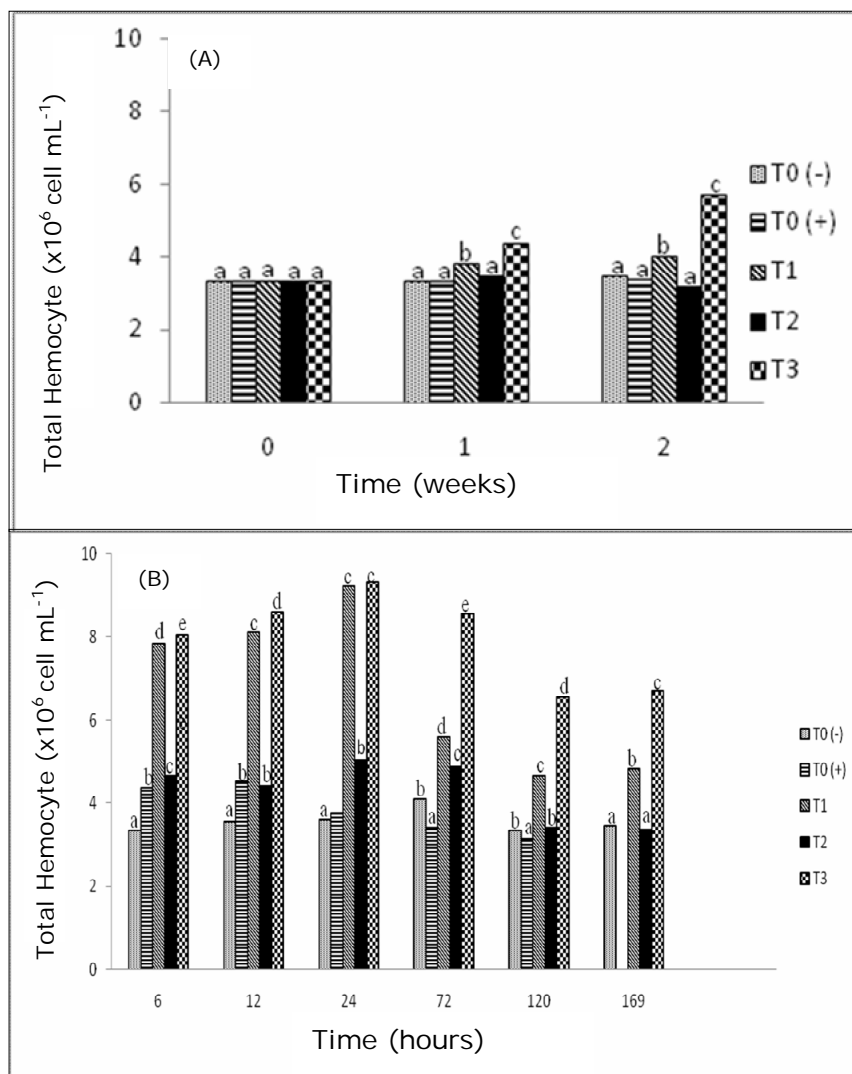 (A)
Total Hemocyte (x10⁶ cell mL⁻¹)
10
8
6
4
2
0
a a a a a
a a b a c
a a b a c
0 1 2
Time (weeks)
T0 (-)
T0 (+)
T1
T2
T3
(B)
Total Hemocyte (x10⁶ cell mL⁻¹)
10
8
6
4
2
0
a b d c e
a b c b d
a c b c
b a d c e
b a c b d
a b a c
6 12 24 72 120 169
Time (hours)
T0 (-)
T0 (+)
T1
T2
T3